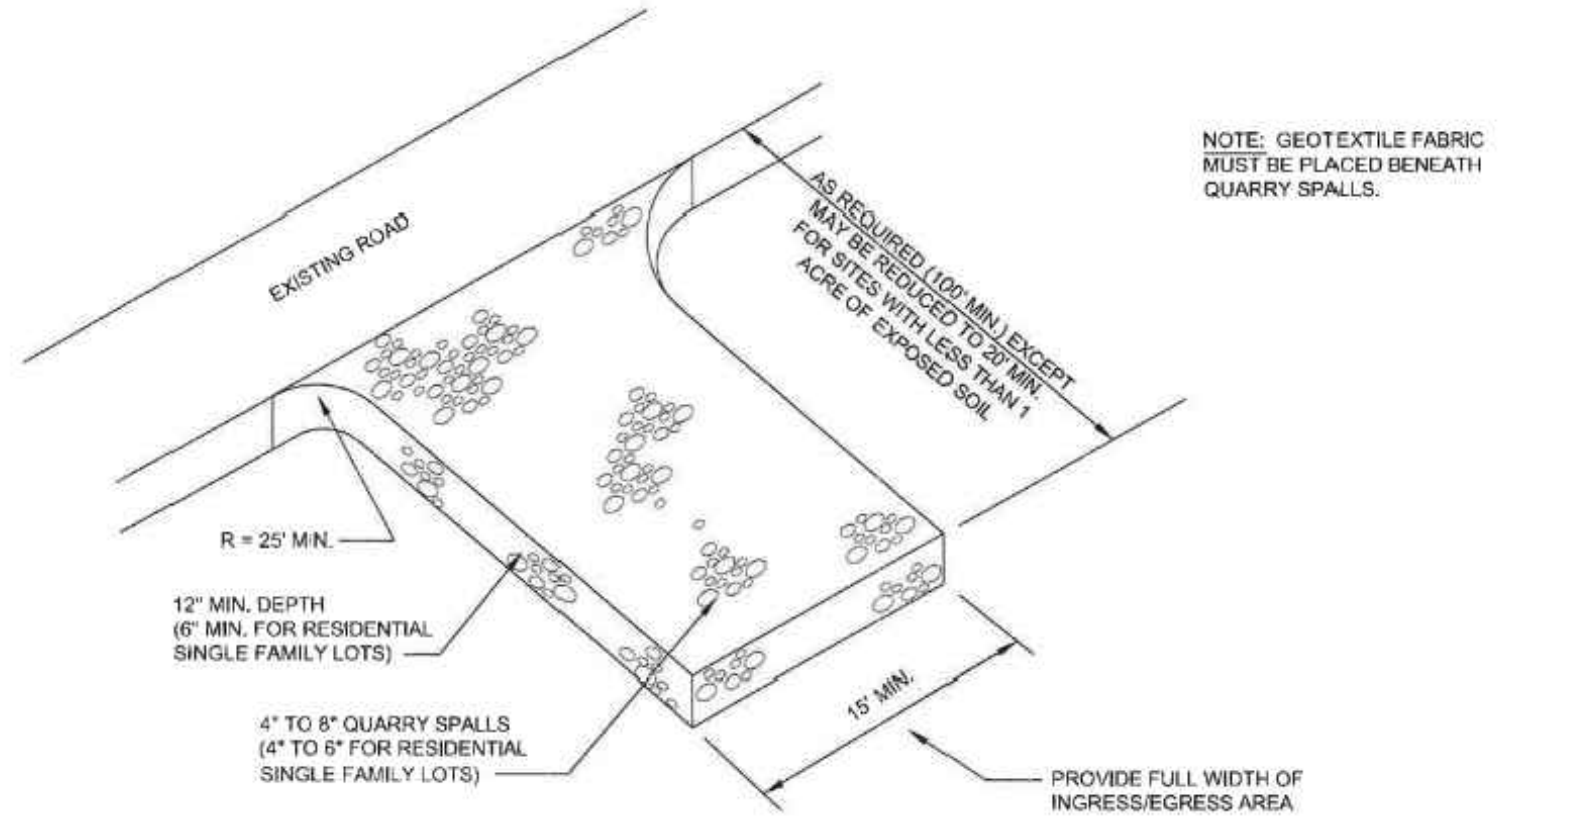 NOTE: GEOTEXTILE FABRIC
MUST BE PLACED BENEATH
QUARRY SPALLS.
AS REQUIRED (100' MIN.) EXCEPT
MAY BE REDUCED TO 20' MIN.
FOR SITES WITH LESS THAN 1
ACRE OF EXPOSED SOIL
EXISTING ROAD
R = 25' MIN.
12" MIN. DEPTH
(6" MIN. FOR RESIDENTIAL
SINGLE FAMILY LOTS)
4" TO 8" QUARRY SPALLS
(4" TO 6" FOR RESIDENTIAL
SINGLE FAMILY LOTS)
15' MIN.
PROVIDE FULL WIDTH OF
INGRESS/EGRESS AREA